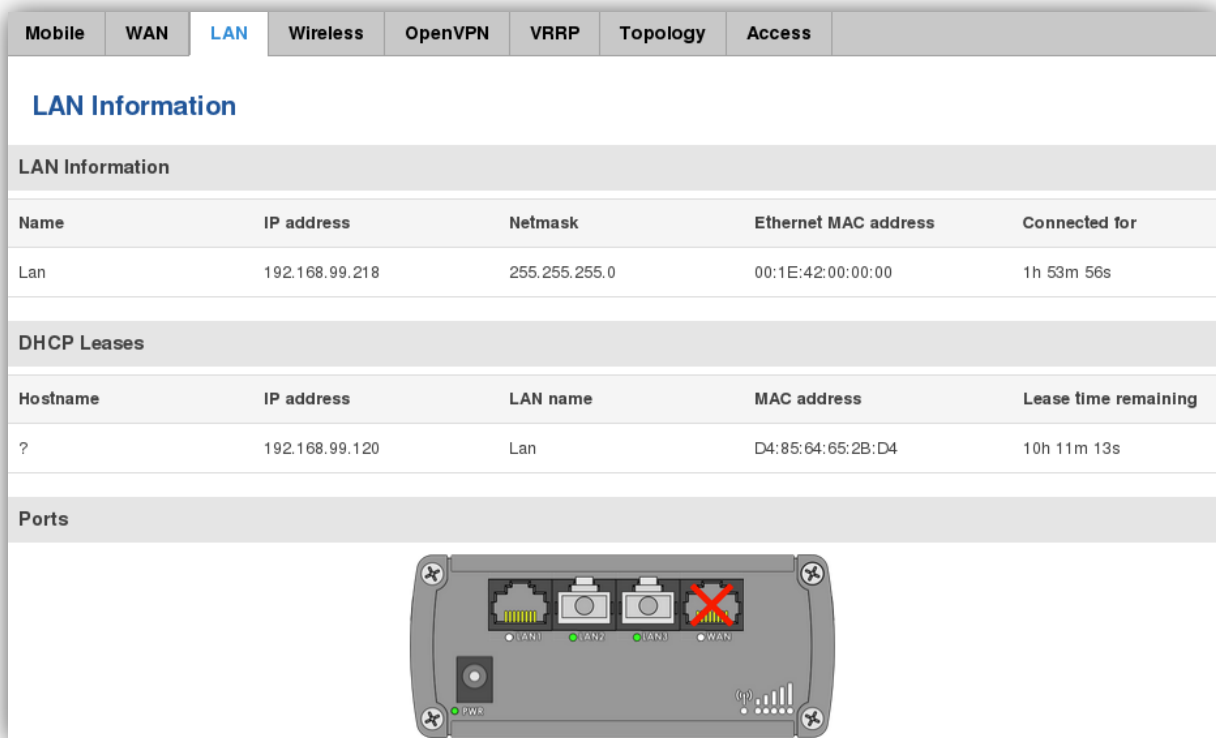 Mobile WAN LAN Wireless OpenVPN VRRP Topology Access
LAN Information
LAN Information
Name IP address Netmask Ethernet MAC address Connected for
Lan 192.168.99.218 255.255.255.0 00:1E:42:00:00:00 1h 53m 56s
DHCP Leases
Hostname IP address LAN name MAC address Lease time remaining
? 192.168.99.120 Lan D4:85:64:65:2B:D4 10h 11m 13s
Ports
LAN1 LAN2 LAN3 WAN
PWR